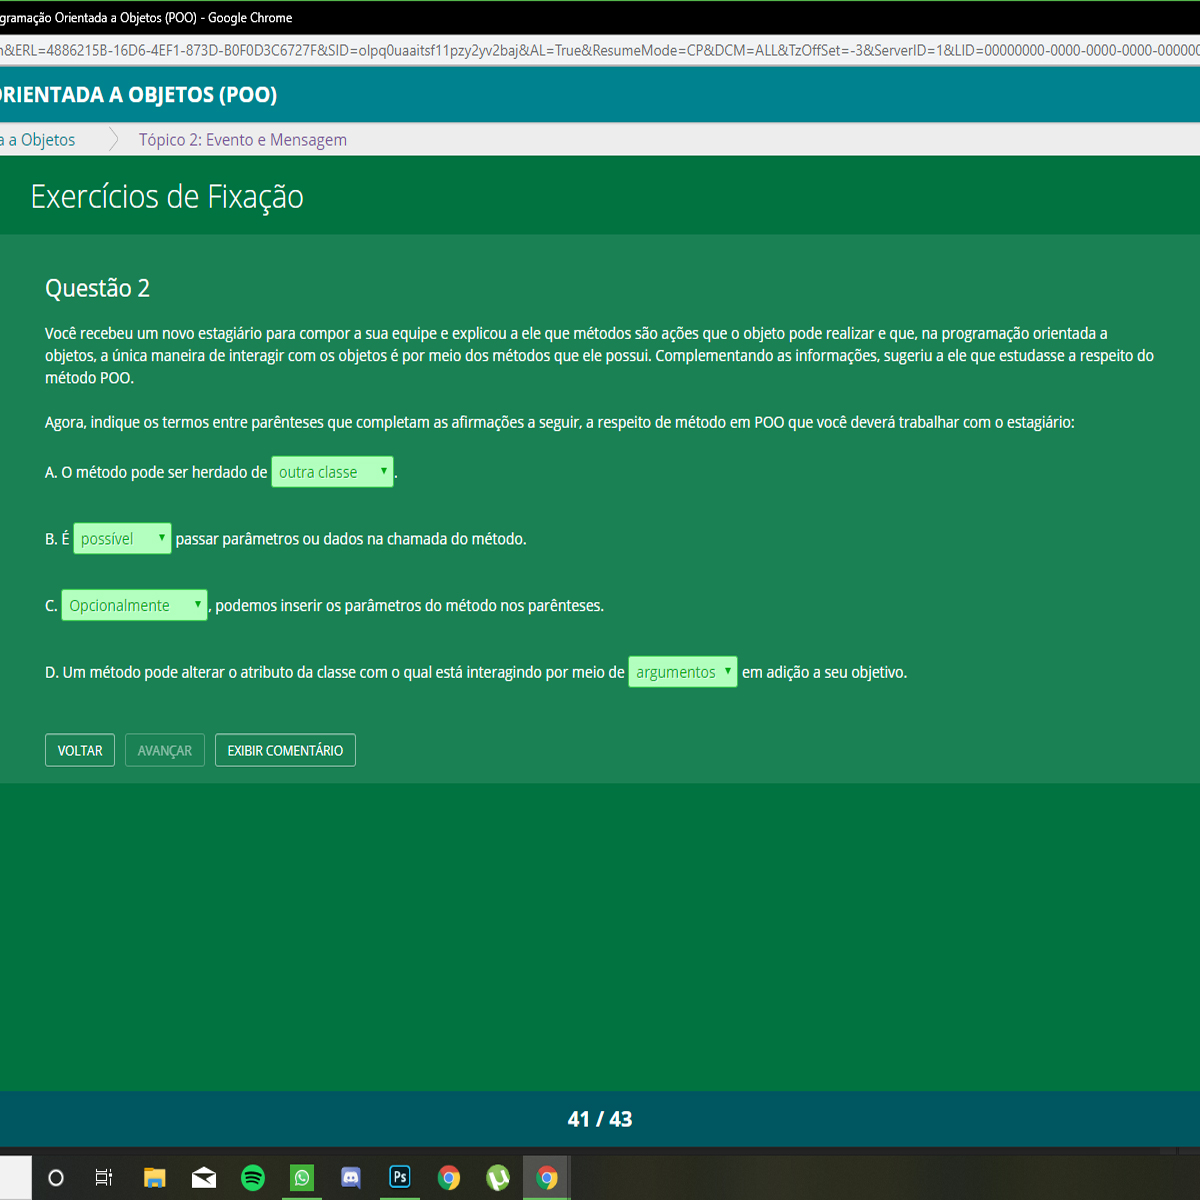 gramação Orientada a Objetos (POO) - Google Chrome
n&ERL=4886215B-16D6-4EF1-873D-B0F0D3C6727F&SID=olpq0uaaitsf11pzy2yv2baj&AL=True&ResumeMode=CP&DCM=ALL&TzOffSet=-3&ServerID=1&LID=00000000-0000-0000-0000-000000
ORIENTADA A OBJETOS (POO)
a a Objetos Tópico 2: Evento e Mensagem
Exercícios de Fixação
Questão 2
Você recebeu um novo estagiário para compor a sua equipe e explicou a ele que métodos são ações que o objeto pode realizar e que, na programação orientada a
objetos, a única maneira de interagir com os objetos é por meio dos métodos que ele possui. Complementando as informações, sugeriu a ele que estudasse a respeito do
método POO.
Agora, indique os termos entre parênteses que completam as afirmações a seguir, a respeito de método em POO que você deverá trabalhar com o estagiário:
A. O método pode ser herdado de outra classe .
B. É possível passar parâmetros ou dados na chamada do método.
C. Opcionalmente , podemos inserir os parâmetros do método nos parênteses.
D. Um método pode alterar o atributo da classe com o qual está interagindo por meio de argumentos em adição a seu objetivo.
VOLTAR AVANÇAR EXIBIR COMENTÁRIO
41 / 43
Ps